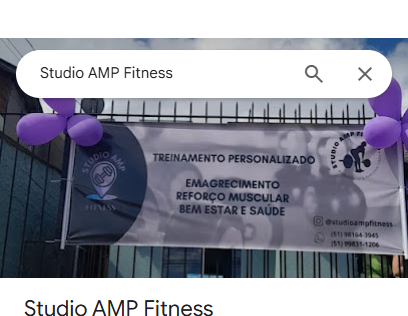 Studio AMP Fitness
STUDIO AMP FITNESS
STUDIO AMP
TREINAMENTO PERSONALIZADO
EMAGRECIMENTO
REFORÇO MUSCULAR
BEM ESTAR E SAÚDE
@studioampfitness
(51) 98164-3945
(51) 99831-1206
Studio AMP Fitness